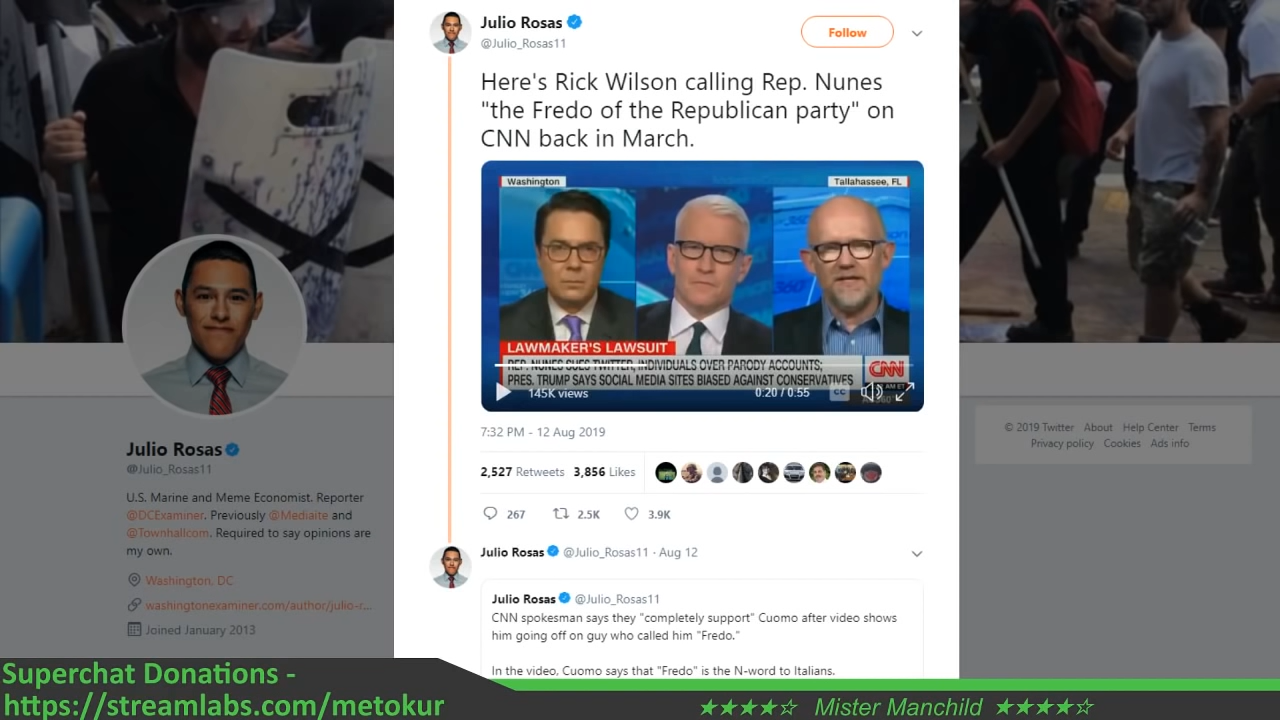 Julio Rosas
@Julio_Rosas11
Follow
Here's Rick Wilson calling Rep. Nunes
"the Fredo of the Republican party" on
CNN back in March.
Washington
Tallahassee, FL
LAWMAKER'S LAWSUIT
REP. NUNES SUES TWITTER, INDIVIDUALS OVER PARODY ACCOUNTS;
PRES. TRUMP SAYS SOCIAL MEDIA SITES BIASED AGAINST CONSERVATIVES
CNN
AM ET
145K views
0:20 / 0:55
CC
7:32 PM - 12 Aug 2019
2,527 Retweets 3,856 Likes
267 2.5K 3.9K
Julio Rosas @Julio_Rosas11 · Aug 12
Julio Rosas @Julio_Rosas11
CNN spokesman says they "completely support" Cuomo after video shows
him going off on guy who called him "Fredo."
In the video, Cuomo says that "Fredo" is the N-word to Italians.
Julio Rosas
@Julio_Rosas11
U.S. Marine and Meme Economist. Reporter
@DCExaminer. Previously @Mediaite and
@Townhallcom. Required to say opinions are
my own.
Washington, DC
washingtonexaminer.com/author/julio-r...
Joined January 2013
© 2019 Twitter About Help Center Terms
Privacy policy Cookies Ads info
Superchat Donations -
https://streamlabs.com/metokur
★★★★☆ Mister Manchild ★★★★☆